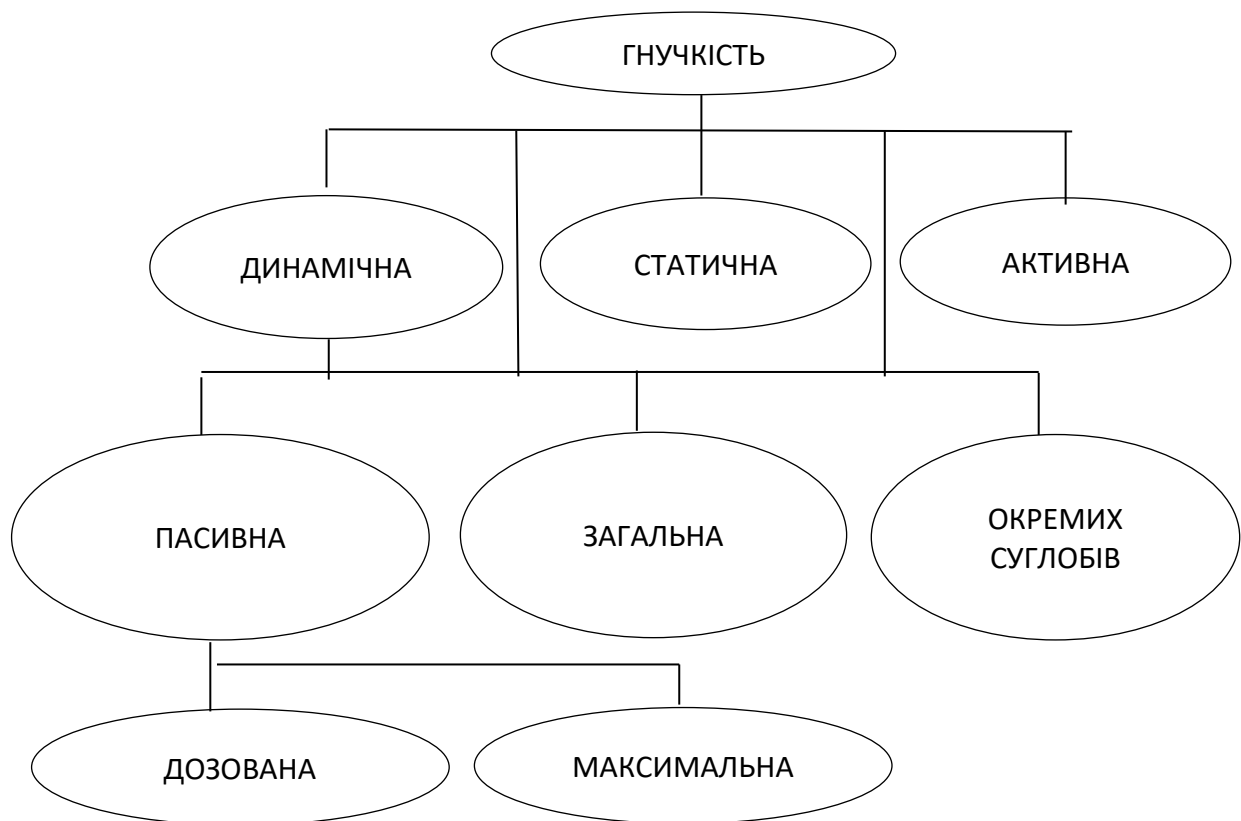 ГНУЧКІСТЬ
ДИНАМІЧНА
СТАТИЧНА
АКТИВНА
ПАСИВНА
ЗАГАЛЬНА
ОКРЕМИХ
СУГЛОБІВ
ДОЗОВАНА
МАКСИМАЛЬНА